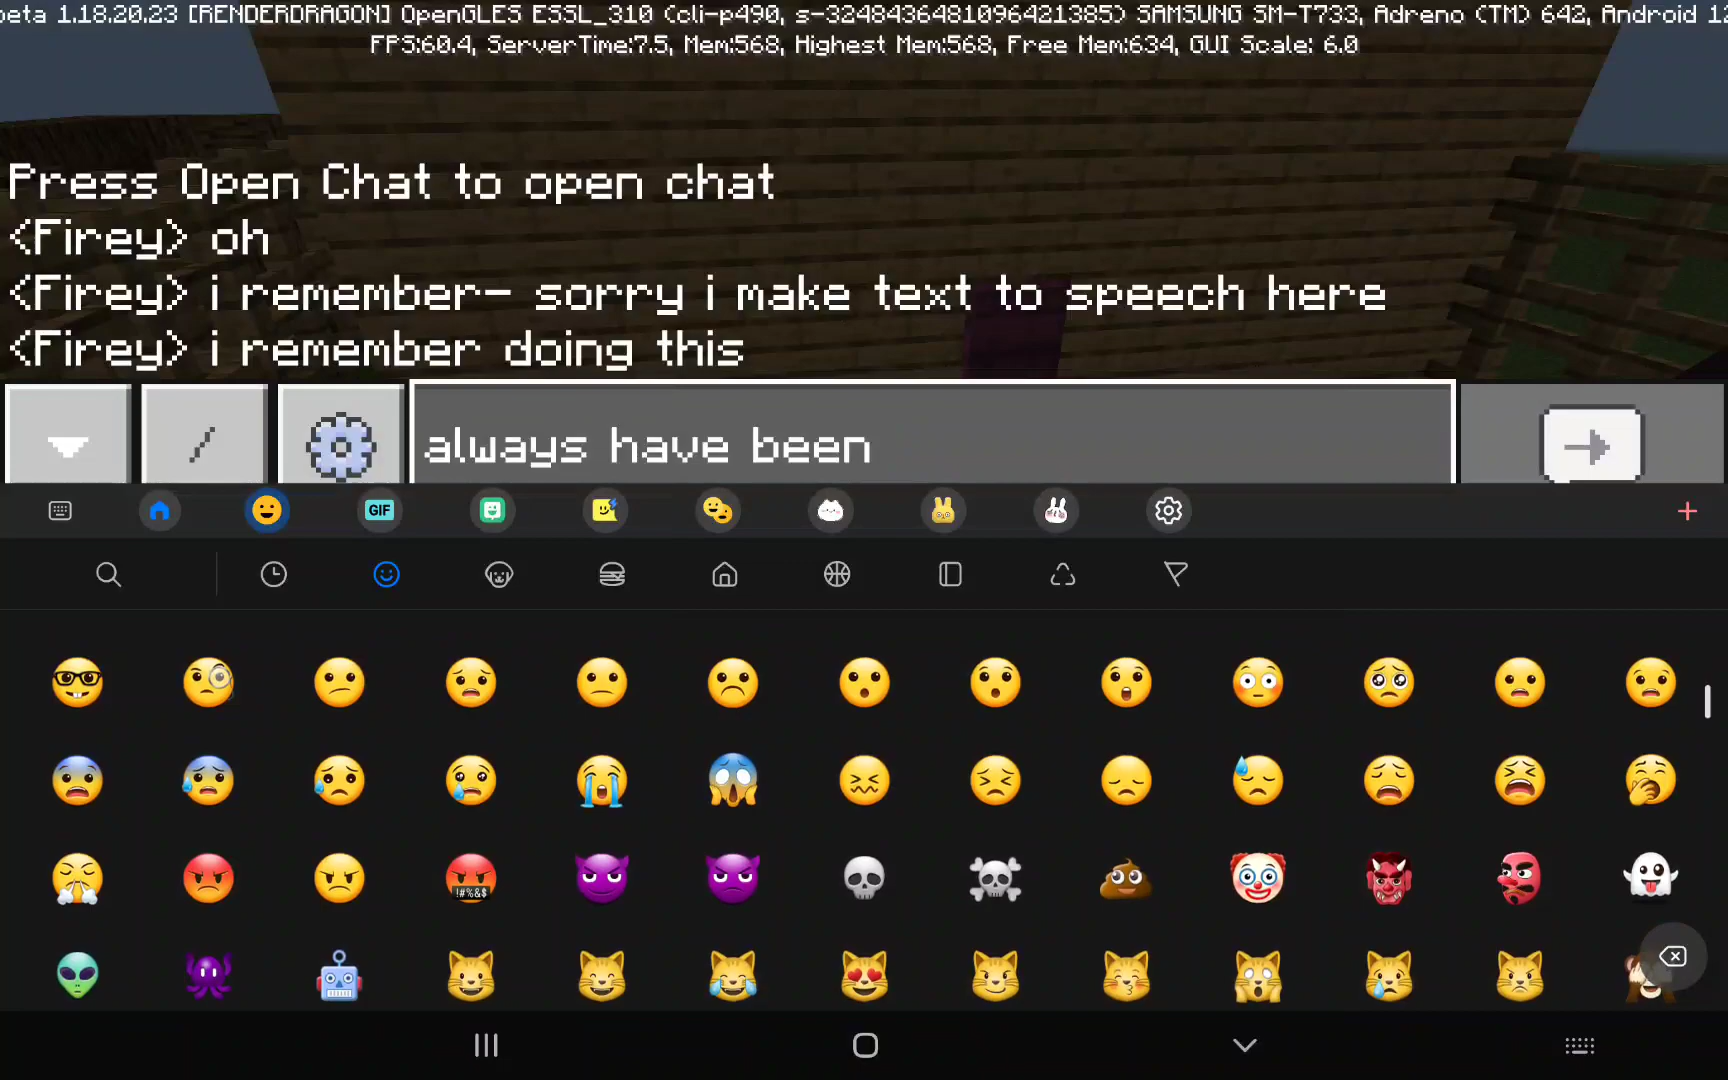 beta 1.18.20.23 [RENDERDRAGON] OpenGLES ESSL_310 (cli-p490, s-3248436481096421385) SAMSUNG SM-T733, Adreno (TM) 642, Android 12
FPS:60.4, ServerTime:7.5, Mem:568, Highest Mem:568, Free Mem:634, GUI Scale: 6.0
Press Open Chat to open chat
<Firey> oh
<Firey> i remember- sorry i make text to speech here
<Firey> i remember doing this
always have been
GIF